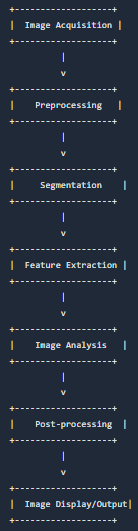 +------------------+
|  Image Acquisition |
+------------------+
         |
         v
+------------------+
|    Preprocessing   |
+------------------+
         |
         v
+------------------+
|     Segmentation    |
+------------------+
         |
         v
+------------------+
|  Feature Extraction |
+------------------+
         |
         v
+------------------+
|    Image Analysis   |
+------------------+
         |
         v
+------------------+
|    Post-processing  |
+------------------+
         |
         v
+------------------+
|  Image Display/Output|
+------------------+